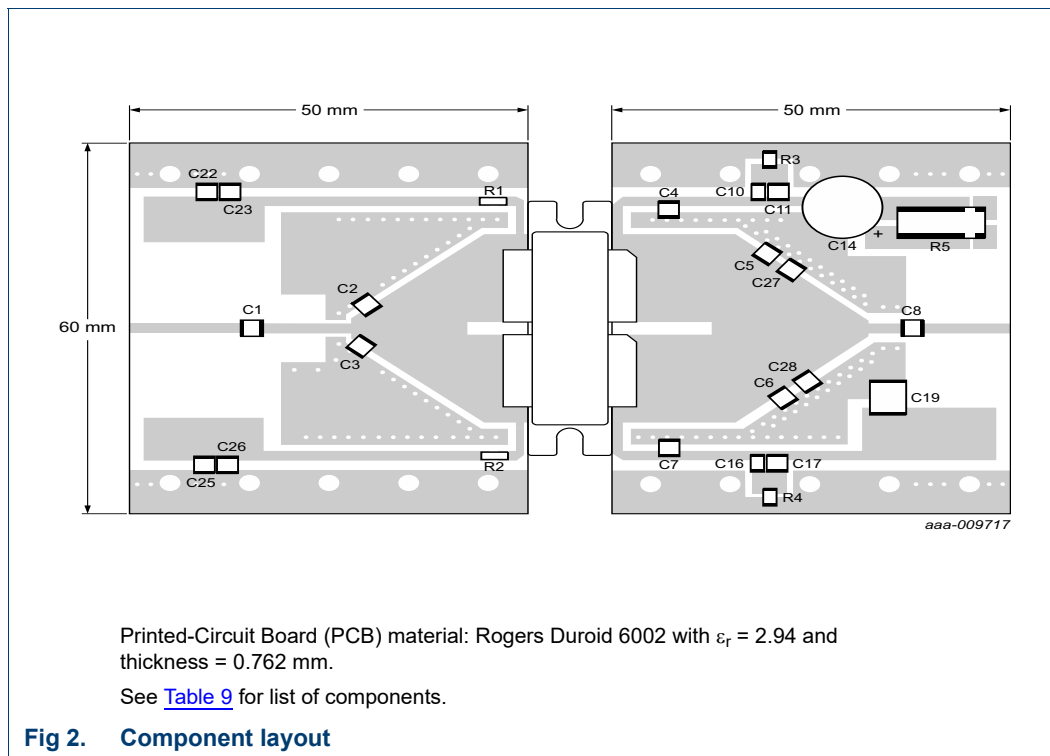 50 mm
50 mm
60 mm
C22
C23
R1
C2
C1
C3
C26
C25
R2
R3
C4
C10
C11
C14
+
R5
C5
C27
C8
C28
C6
C19
C7
C16
C17
R4
aaa-009717
Printed-Circuit Board (PCB) material: Rogers Duroid 6002 with εr = 2.94 and
thickness = 0.762 mm.
See Table 9 for list of components.
Fig 2. Component layout